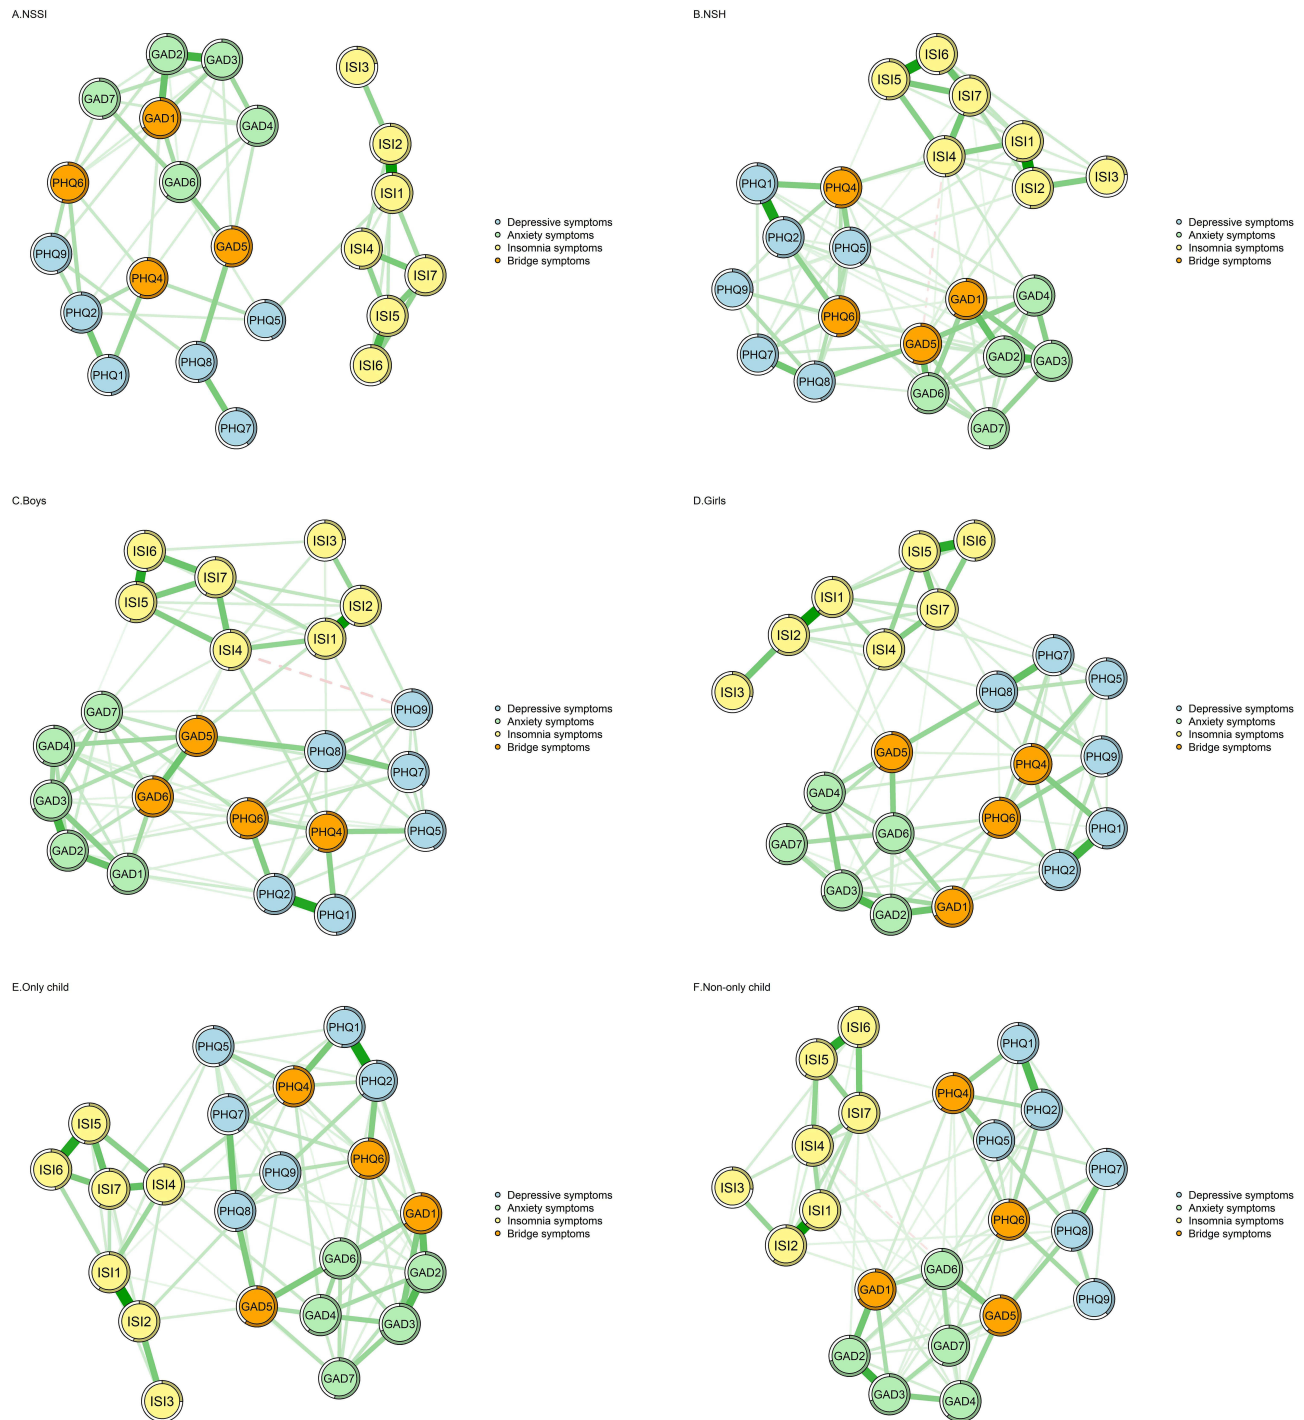 A.NSSI
GAD2
GAD3
ISI3
GAD7
GAD1
GAD4
ISI2
PHQ6
GAD6
ISI1
PHQ9
GAD5
ISI4
PHQ4
ISI7
PHQ2
PHQ5
ISI5
PHQ8
ISI6
PHQ1
PHQ7
Depressive symptoms
Anxiety symptoms
Insomnia symptoms
Bridge symptoms
B.NSH
ISI6
ISI5
ISI7
ISI1
ISI4
ISI3
PHQ1
PHQ4
ISI2
PHQ2
PHQ5
PHQ9
GAD1
GAD4
PHQ6
GAD5
PHQ7
GAD2
GAD3
PHQ8
GAD6
GAD7
Depressive symptoms
Anxiety symptoms
Insomnia symptoms
Bridge symptoms
C.Boys
ISI6
ISI3
ISI7
ISI5
ISI2
ISI4
ISI1
GAD7
PHQ9
GAD5
GAD4
PHQ8
PHQ7
GAD3
GAD6
PHQ6
PHQ4
PHQ5
GAD2
GAD1
PHQ2
PHQ1
Depressive symptoms
Anxiety symptoms
Insomnia symptoms
Bridge symptoms
D.Girls
ISI6
ISI5
ISI1
ISI7
ISI2
ISI4
PHQ7
ISI3
PHQ8
PHQ5
GAD5
PHQ4
PHQ9
GAD4
PHQ6
GAD7
GAD6
PHQ1
PHQ2
GAD3
GAD2
GAD1
Depressive symptoms
Anxiety symptoms
Insomnia symptoms
Bridge symptoms
E.Only child
PHQ1
PHQ5
PHQ4
PHQ2
PHQ7
ISI5
ISI6
PHQ6
ISI7
ISI4
PHQ9
PHQ8
GAD1
ISI1
GAD6
GAD2
GAD5
GAD4
ISI2
GAD3
GAD7
ISI3
Depressive symptoms
Anxiety symptoms
Insomnia symptoms
Bridge symptoms
F.Non-only child
ISI6
PHQ1
ISI5
PHQ4
ISI7
PHQ2
ISI4
PHQ5
PHQ7
ISI3
ISI1
PHQ6
PHQ8
ISI2
GAD6
GAD1
PHQ9
GAD5
GAD2
GAD7
GAD3
GAD4
Depressive symptoms
Anxiety symptoms
Insomnia symptoms
Bridge symptoms